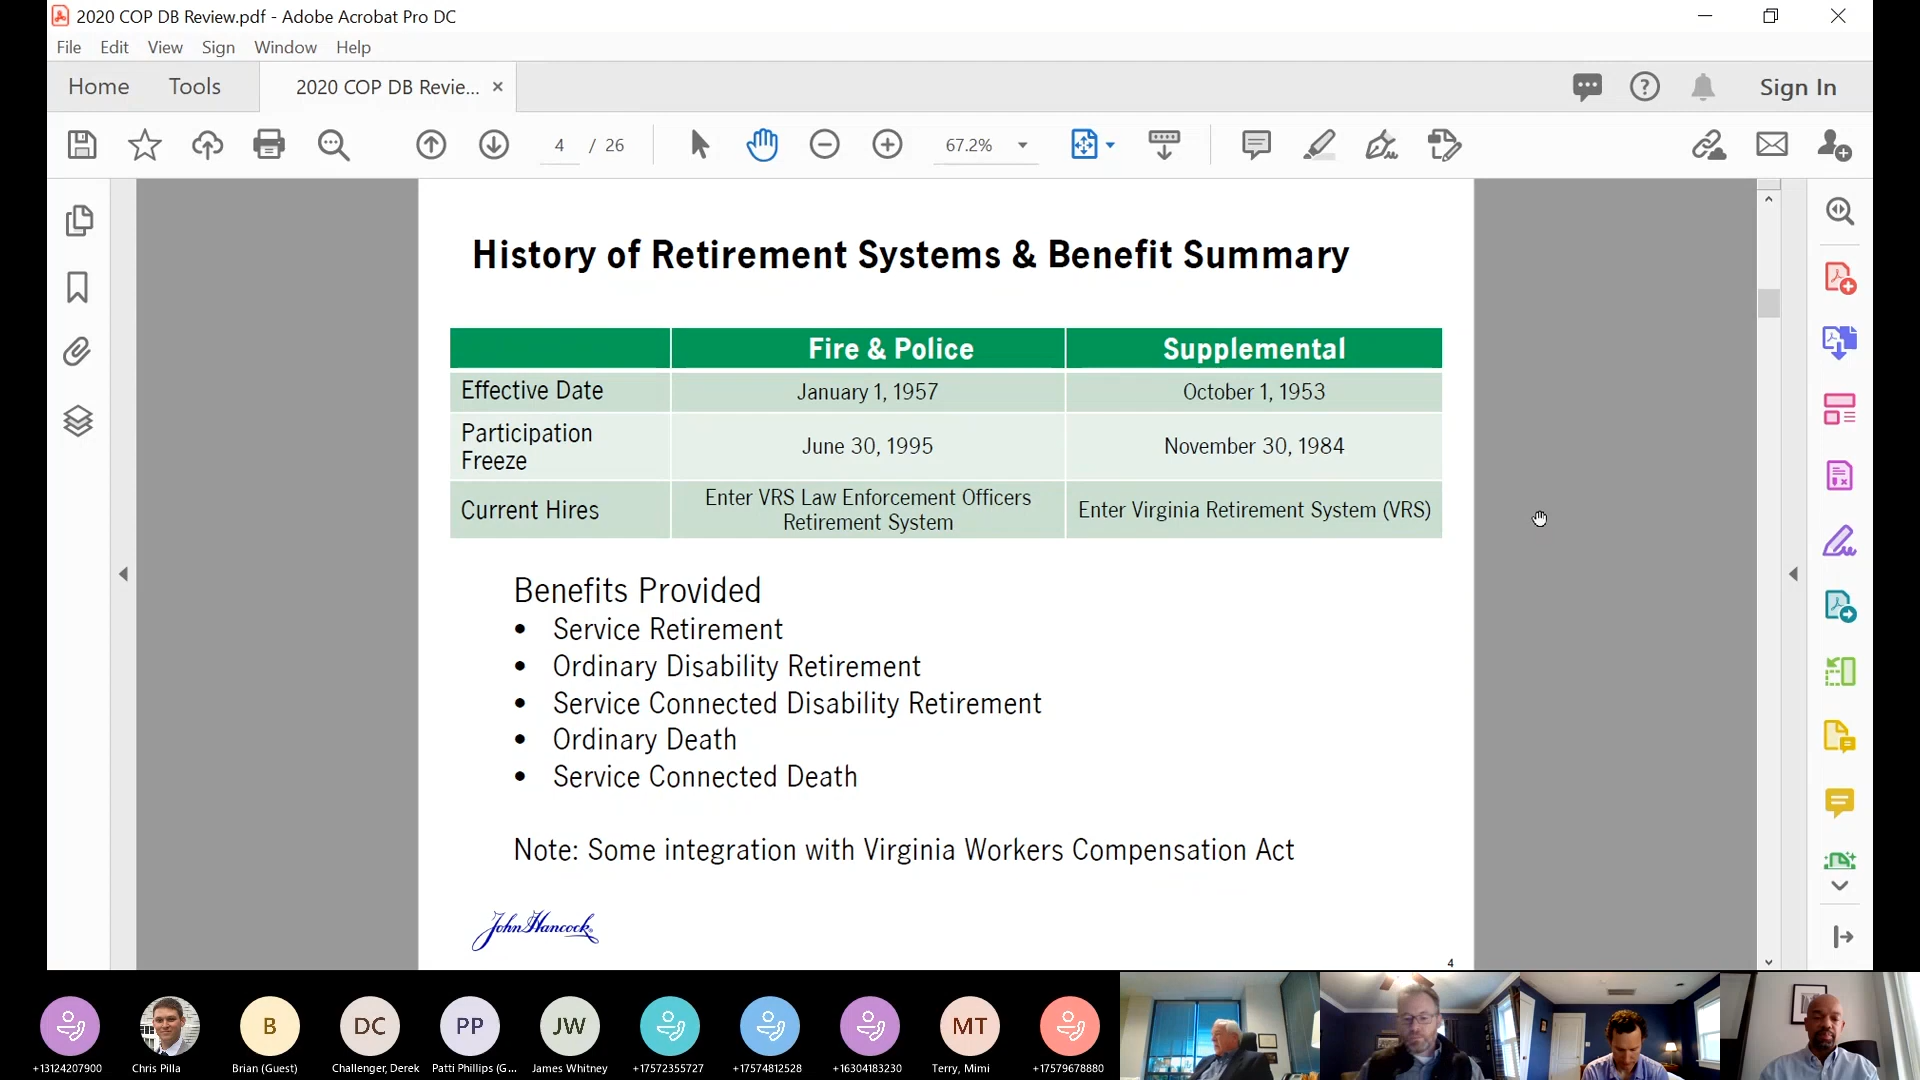 2020 COP DB Review.pdf - Adobe Acrobat Pro DC
File Edit View Sign Window Help
Home Tools 2020 COP DB Revie... × Sign In
4 / 26 67.2%
History of Retirement Systems & Benefit Summary
Fire & Police Supplemental
Effective Date January 1, 1957 October 1, 1953
Participation
Freeze June 30, 1995 November 30, 1984
Current Hires Enter VRS Law Enforcement Officers
Retirement System Enter Virginia Retirement System (VRS)
Benefits Provided
• Service Retirement
• Ordinary Disability Retirement
• Service Connected Disability Retirement
• Ordinary Death
• Service Connected Death
Note: Some integration with Virginia Workers Compensation Act
John Hancock
4
B DC PP JW MT
+13124207900 Chris Pilla Brian (Guest) Challenger, Derek Patti Phillips (G... James Whitney +17572355727 +17574812528 +16304183230 Terry, Mimi +17579678880